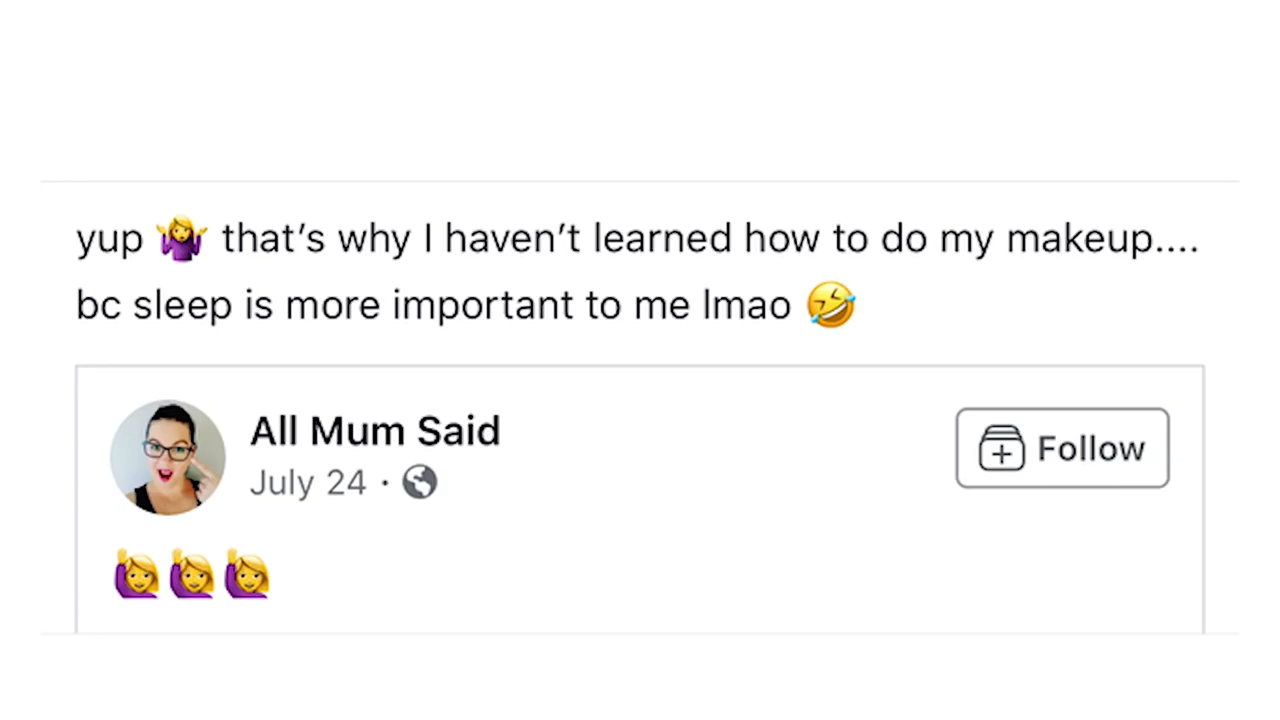 yup 🤷‍♀️ that’s why I haven’t learned how to do my makeup....
bc sleep is more important to me lmao 🤣
All Mum Said
July 24 ·
Follow
🙋‍♀️🙋‍♀️🙋‍♀️